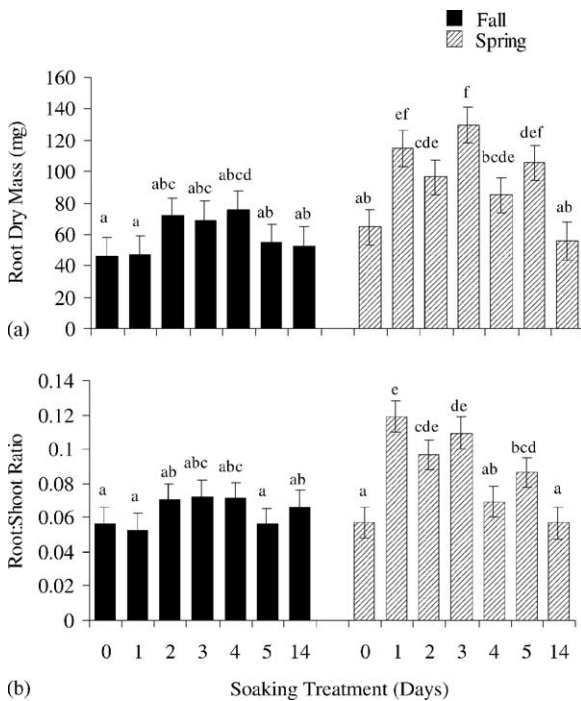 Fall
Spring
160
140
120
100
80
60
40
20
0
Root Dry Mass (mg)
a a abc abc abcd ab ab
ab ef cde f bcde def ab
(a)
0.14
0.12
0.1
0.08
0.06
0.04
0.02
0
Root:Shoot Ratio
a a ab abc abc a ab
a e cde de ab bcd a
0 1 2 3 4 5 14 0 1 2 3 4 5 14
(b) Soaking Treatment (Days)